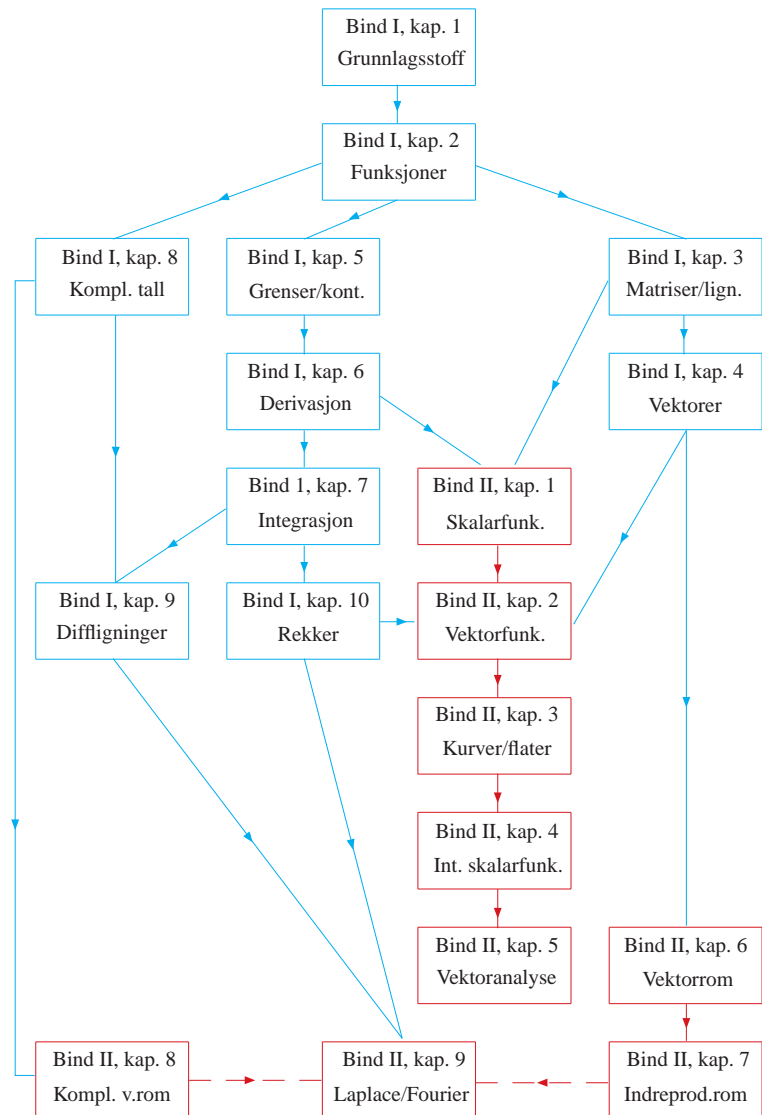 Bind I, kap. 1
Grunnlagsstoff
Bind I, kap. 2
Funksjoner
Bind I, kap. 8
Kompl. tall
Bind I, kap. 5
Grenser/kont.
Bind I, kap. 3
Matriser/lign.
Bind I, kap. 6
Derivasjon
Bind I, kap. 4
Vektorer
Bind 1, kap. 7
Integrasjon
Bind II, kap. 1
Skalarfunk.
Bind I, kap. 9
Diffligninger
Bind I, kap. 10
Rekker
Bind II, kap. 2
Vektorfunk.
Bind II, kap. 3
Kurver/flater
Bind II, kap. 4
Int. skalarfunk.
Bind II, kap. 5
Vektoranalyse
Bind II, kap. 6
Vektorrom
Bind II, kap. 8
Kompl. v.rom
Bind II, kap. 9
Laplace/Fourier
Bind II, kap. 7
Indreprod.rom